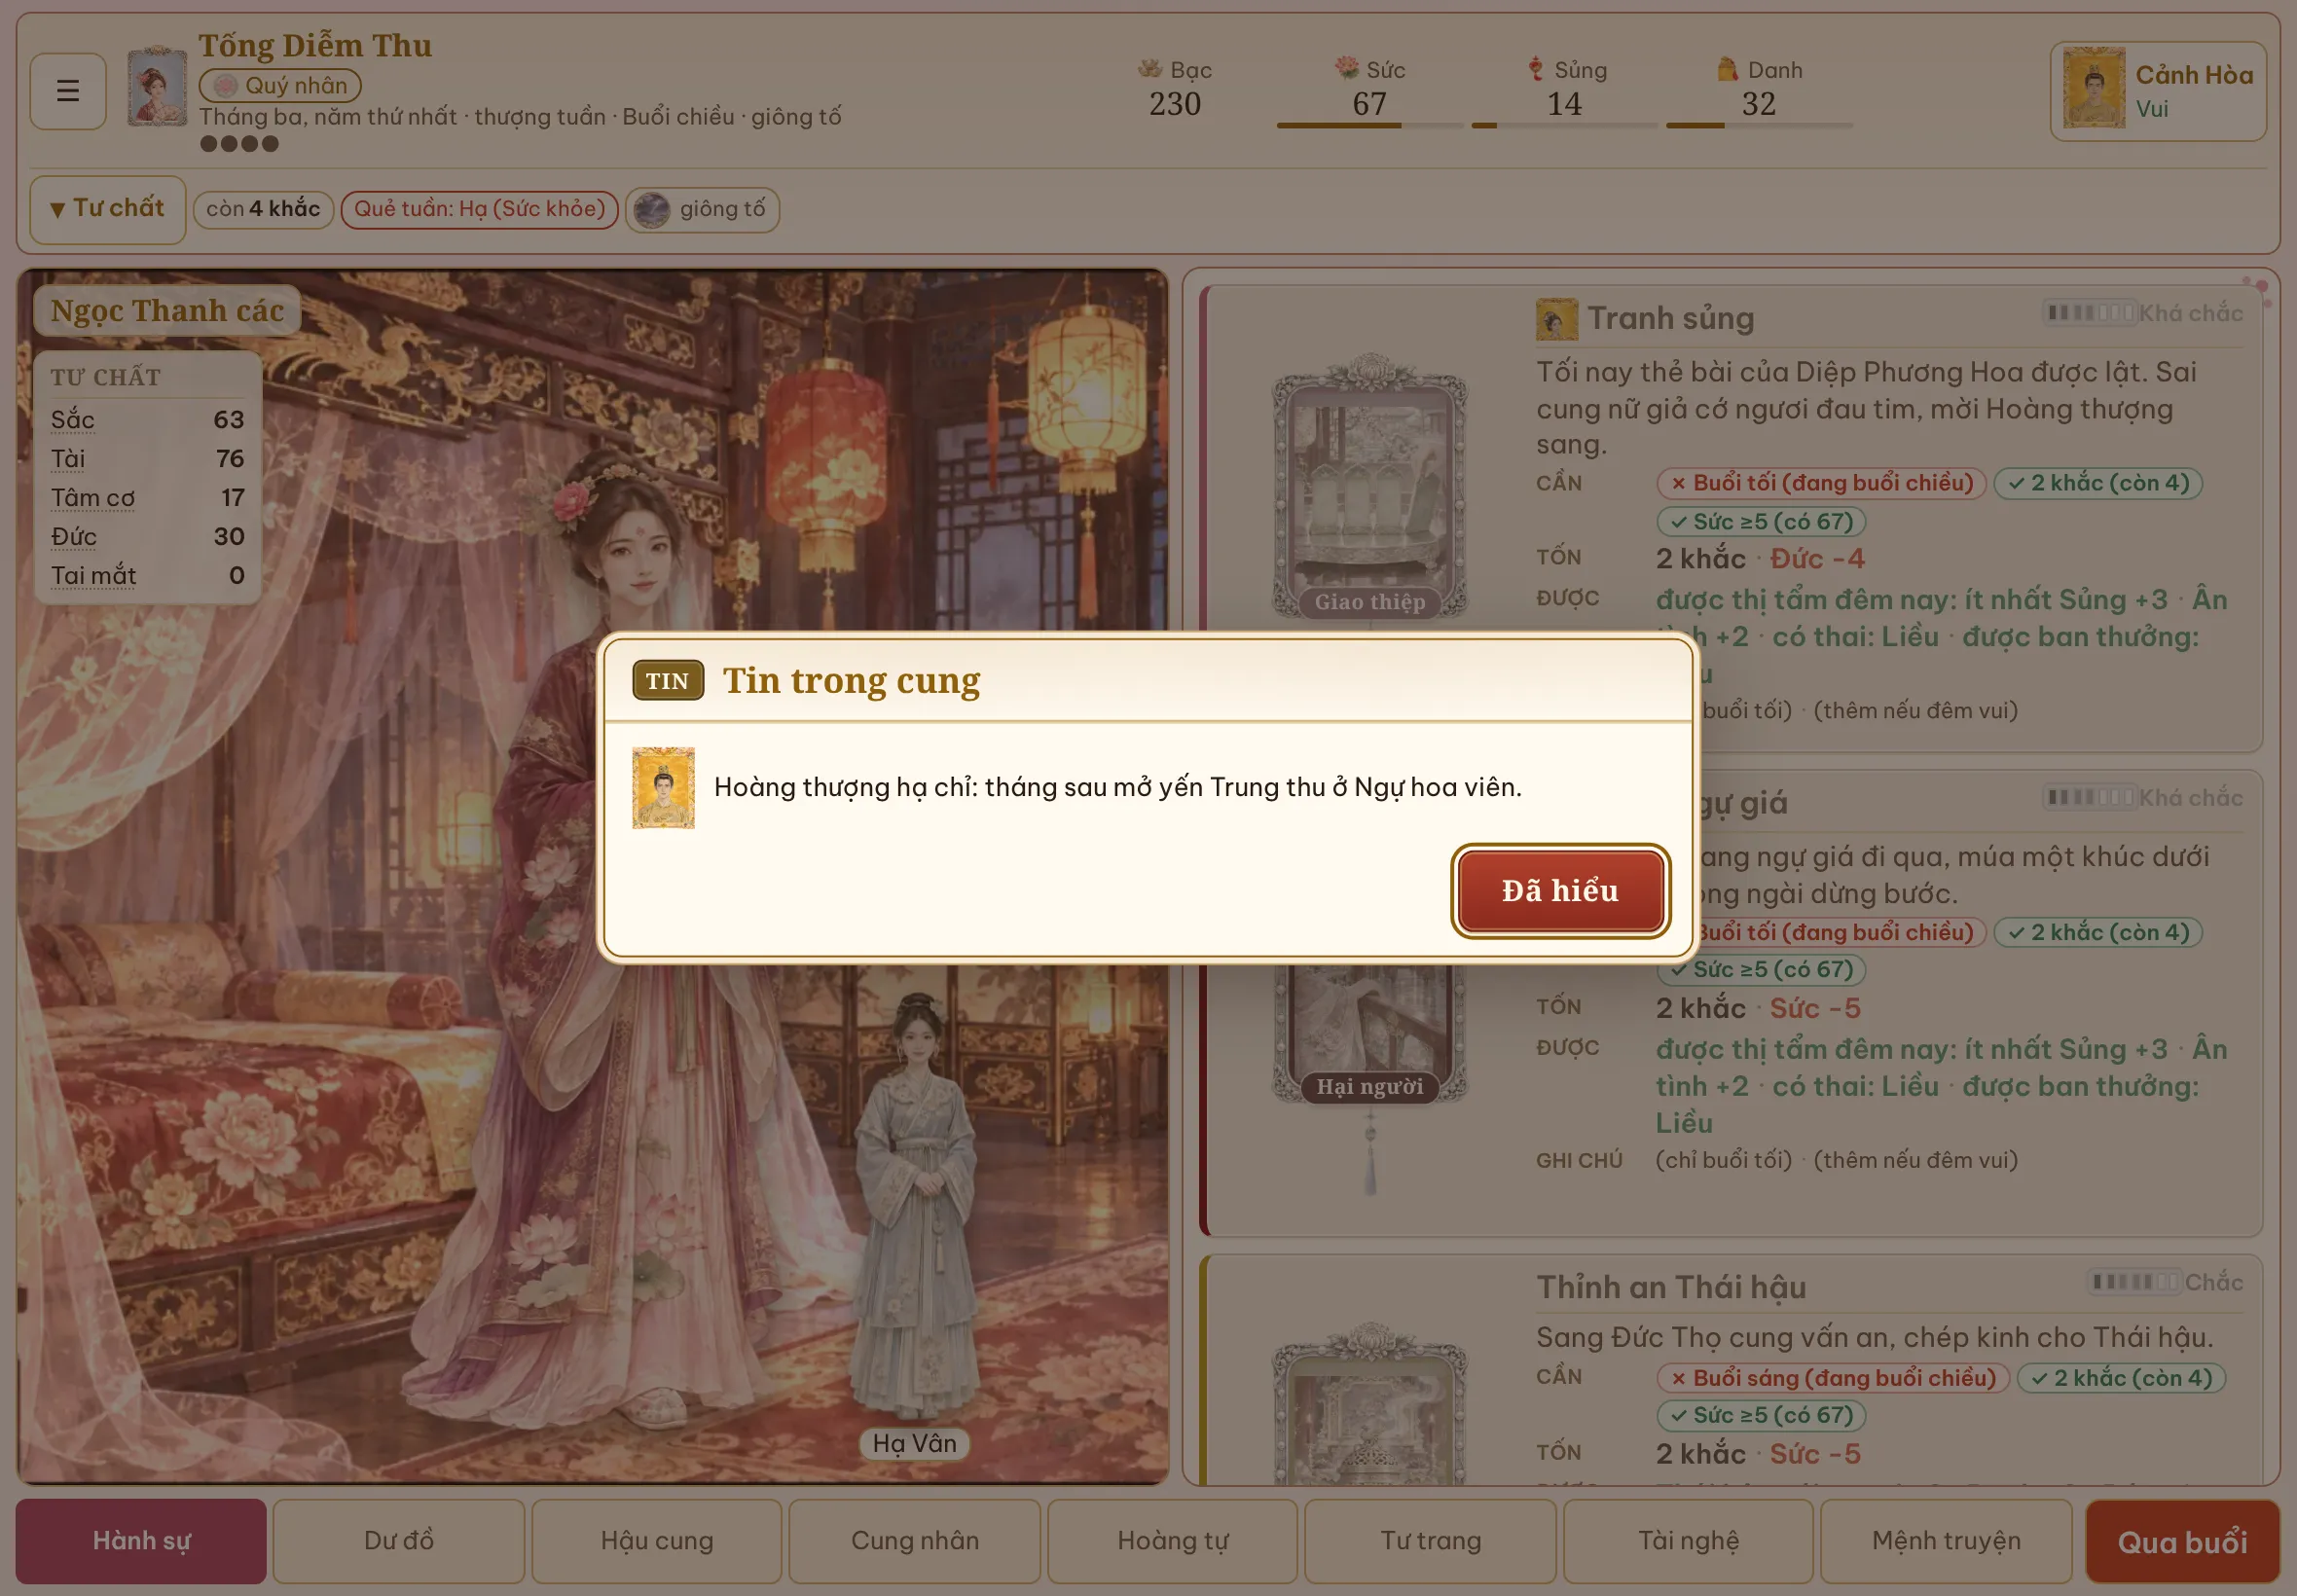 ☰
Tống Diễm Thu
Quý nhân
Tháng ba, năm thứ nhất · thượng tuần · Buổi chiều · giông tố
Bạc
230
Sức
67
Sủng
14
Danh
32
Cảnh Hòa
Vui
▼ Tư chất
còn 4 khắc
Quẻ tuần: Hạ (Sức khỏe)
giông tố
Ngọc Thanh các
TƯ CHẤT
Sắc 63
Tài 76
Tâm cơ 17
Đức 30
Tai mắt 0
Hạ Vân
Tranh sủng
Khá chắc
Giao thiệp
Tối nay thẻ bài của Diệp Phương Hoa được lật. Sai
cung nữ giả cớ ngươi đau tim, mời Hoàng thượng
sang.
CẦN × Buổi tối (đang buổi chiều) ✓ 2 khắc (còn 4)
✓ Sức ≥5 (có 67)
TỐN 2 khắc · Đức -4
ĐƯỢC được thị tẩm đêm nay: ít nhất Sủng +3 · Ân
+2 · có thai: Liều · được ban thưởng:
buổi tối) · (thêm nếu đêm vui)
TIN Tin trong cung
Hoàng thượng hạ chỉ: tháng sau mở yến Trung thu ở Ngự hoa viên.
Đã hiểu
giá
Khá chắc
Hại người
ngự giá đi qua, múa một khúc dưới
ngài dừng bước.
Buổi tối (đang buổi chiều) ✓ 2 khắc (còn 4)
✓ Sức ≥5 (có 67)
TỐN 2 khắc · Sức -5
ĐƯỢC được thị tẩm đêm nay: ít nhất Sủng +3 · Ân
tình +2 · có thai: Liều · được ban thưởng:
Liều
GHI CHÚ (chỉ buổi tối) · (thêm nếu đêm vui)
Thỉnh an Thái hậu
Chắc
Sang Đức Thọ cung vấn an, chép kinh cho Thái hậu.
CẦN × Buổi sáng (đang buổi chiều) ✓ 2 khắc (còn 4)
✓ Sức ≥5 (có 67)
TỐN 2 khắc · Sức -5
Hành sự
Dư đồ
Hậu cung
Cung nhân
Hoàng tự
Tư trang
Tài nghệ
Mệnh truyện
Qua buổi